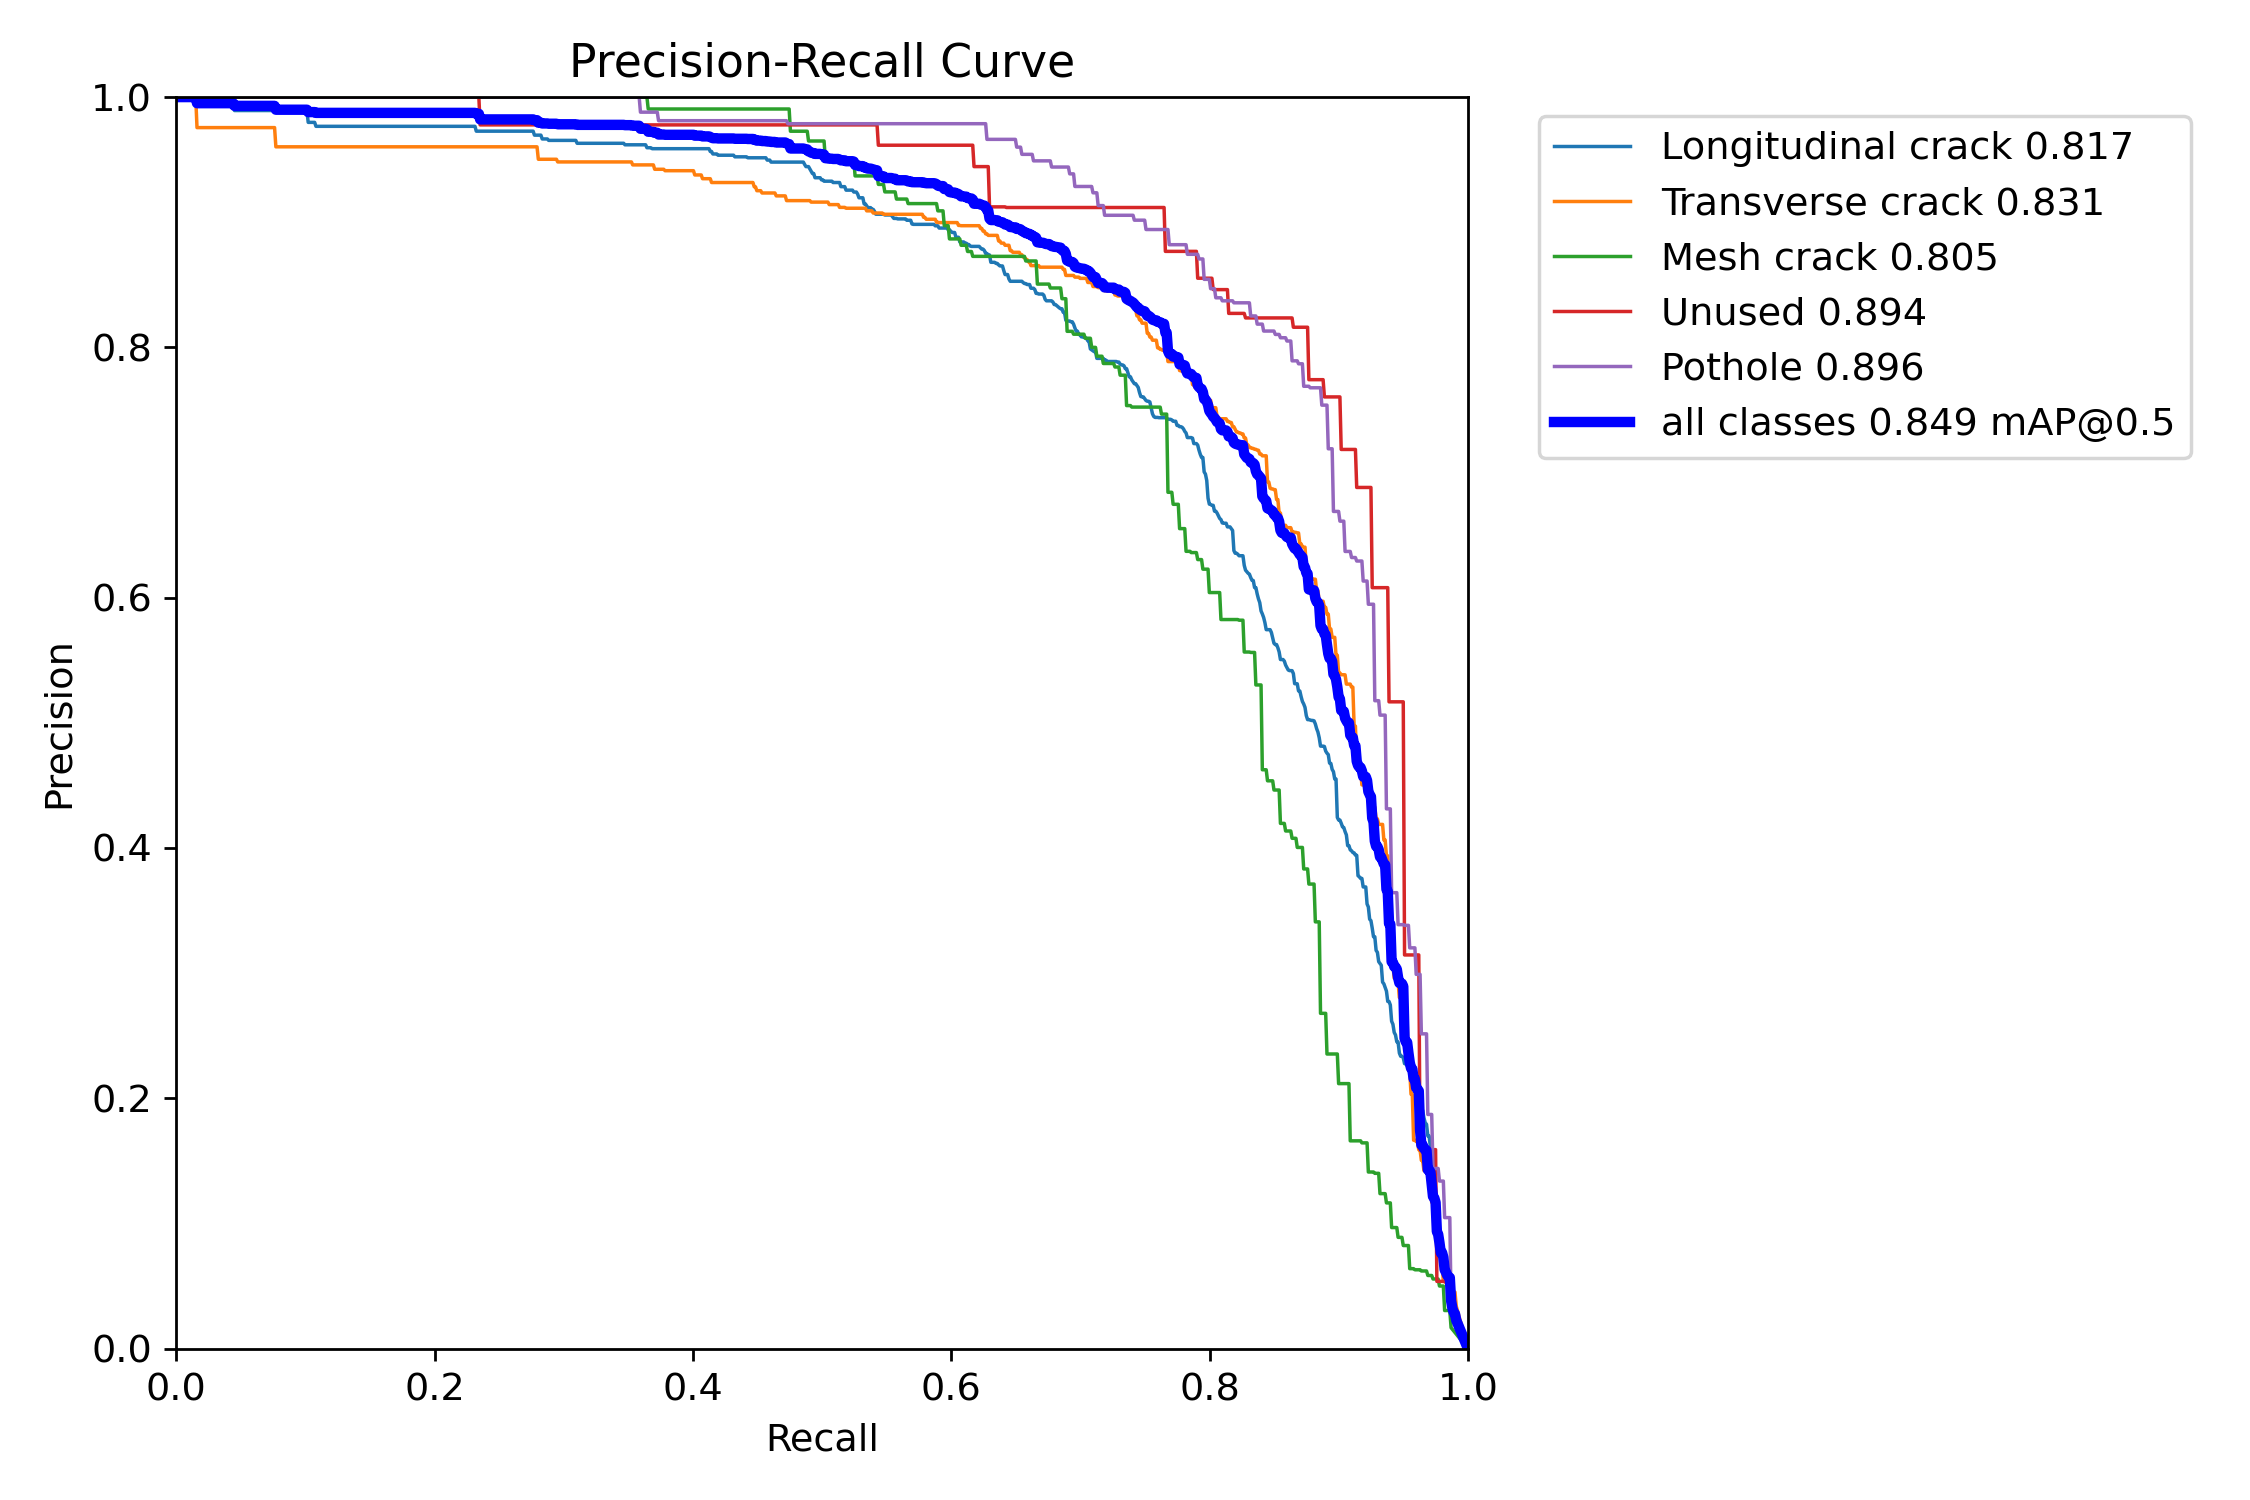 Precision-Recall Curve
1.0
0.8
0.6
0.4
0.2
0.0
Precision
0.0 0.2 0.4 0.6 0.8 1.0
Recall
Longitudinal crack 0.817
Transverse crack 0.831
Mesh crack 0.805
Unused 0.894
Pothole 0.896
all classes 0.849 mAP@0.5